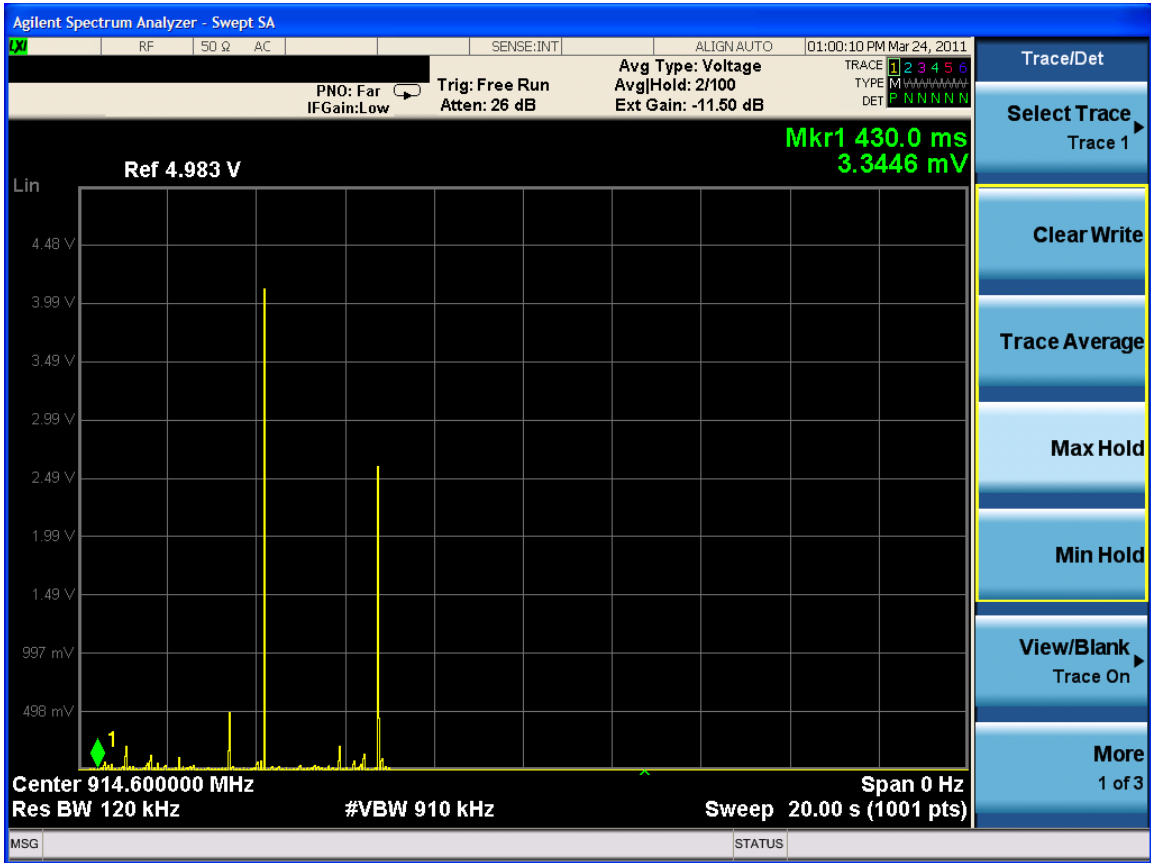 Agilent Spectrum Analyzer - Swept SA
LXI RF 50 Ω AC SENSE:INT ALIGN AUTO 01:00:10 PM Mar 24, 2011
PNO: Far
IFGain:Low
Trig: Free Run
Atten: 26 dB
Avg Type: Voltage
Avg|Hold: 2/100
Ext Gain: -11.50 dB
TRACE 1 2 3 4 5 6
TYPE M WWWWW
DET P N N N N N
Mkr1 430.0 ms
3.3446 mV
Ref 4.983 V
Lin
4.48 V
3.99 V
3.49 V
2.99 V
2.49 V
1.99 V
1.49 V
997 mV
498 mV
1
Center 914.600000 MHz
Span 0 Hz
Res BW 120 kHz
#VBW 910 kHz
Sweep 20.00 s (1001 pts)
MSG
STATUS
Trace/Det
Select Trace
Trace 1
Clear Write
Trace Average
Max Hold
Min Hold
View/Blank
Trace On
More
1 of 3